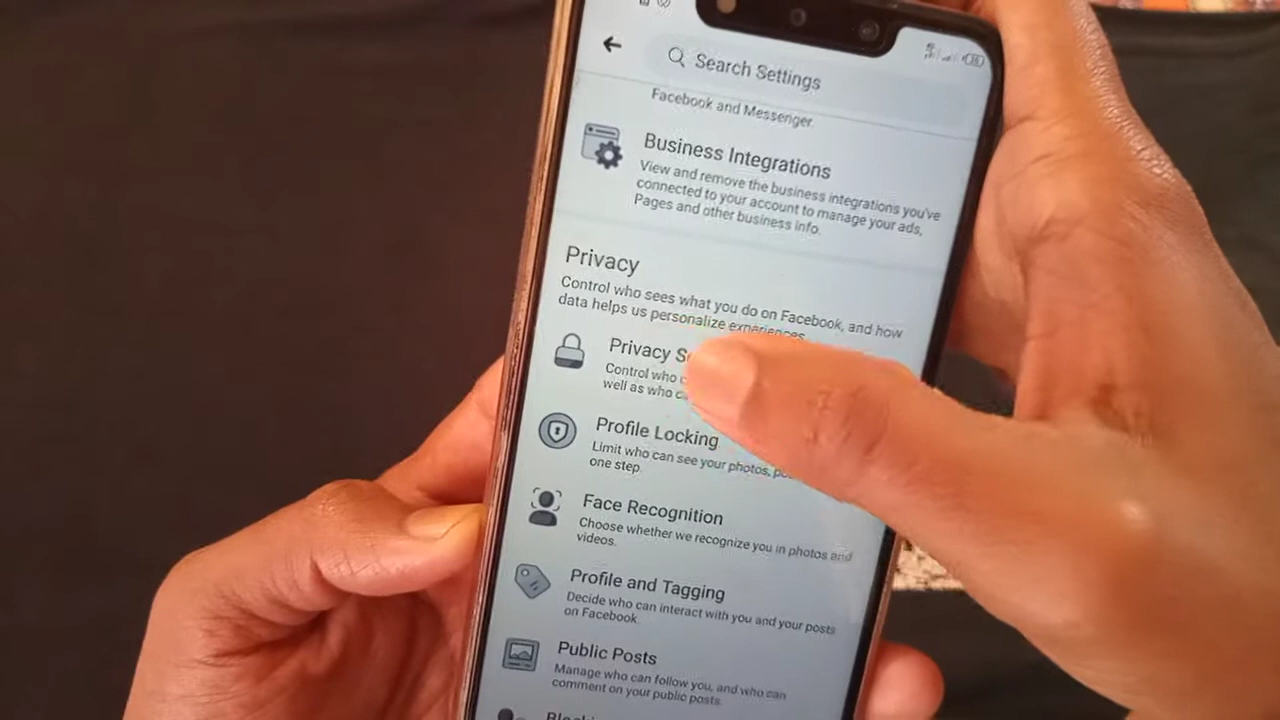 Search Settings
Facebook and Messenger.
Business Integrations
View and remove the business integrations you've
connected to your account to manage your ads,
Pages and other business info.
Privacy
Control who sees what you do on Facebook, and how
data helps us personalize experiences.
Privacy S
Control who
well as who c
Profile Locking
Limit who can see your photos,
one step.
Face Recognition
Choose whether we recognize you in photos and
videos.
Profile and Tagging
Decide who can interact with you and your posts
on Facebook.
Public Posts
Manage who can follow you, and who can
comment on your public posts.